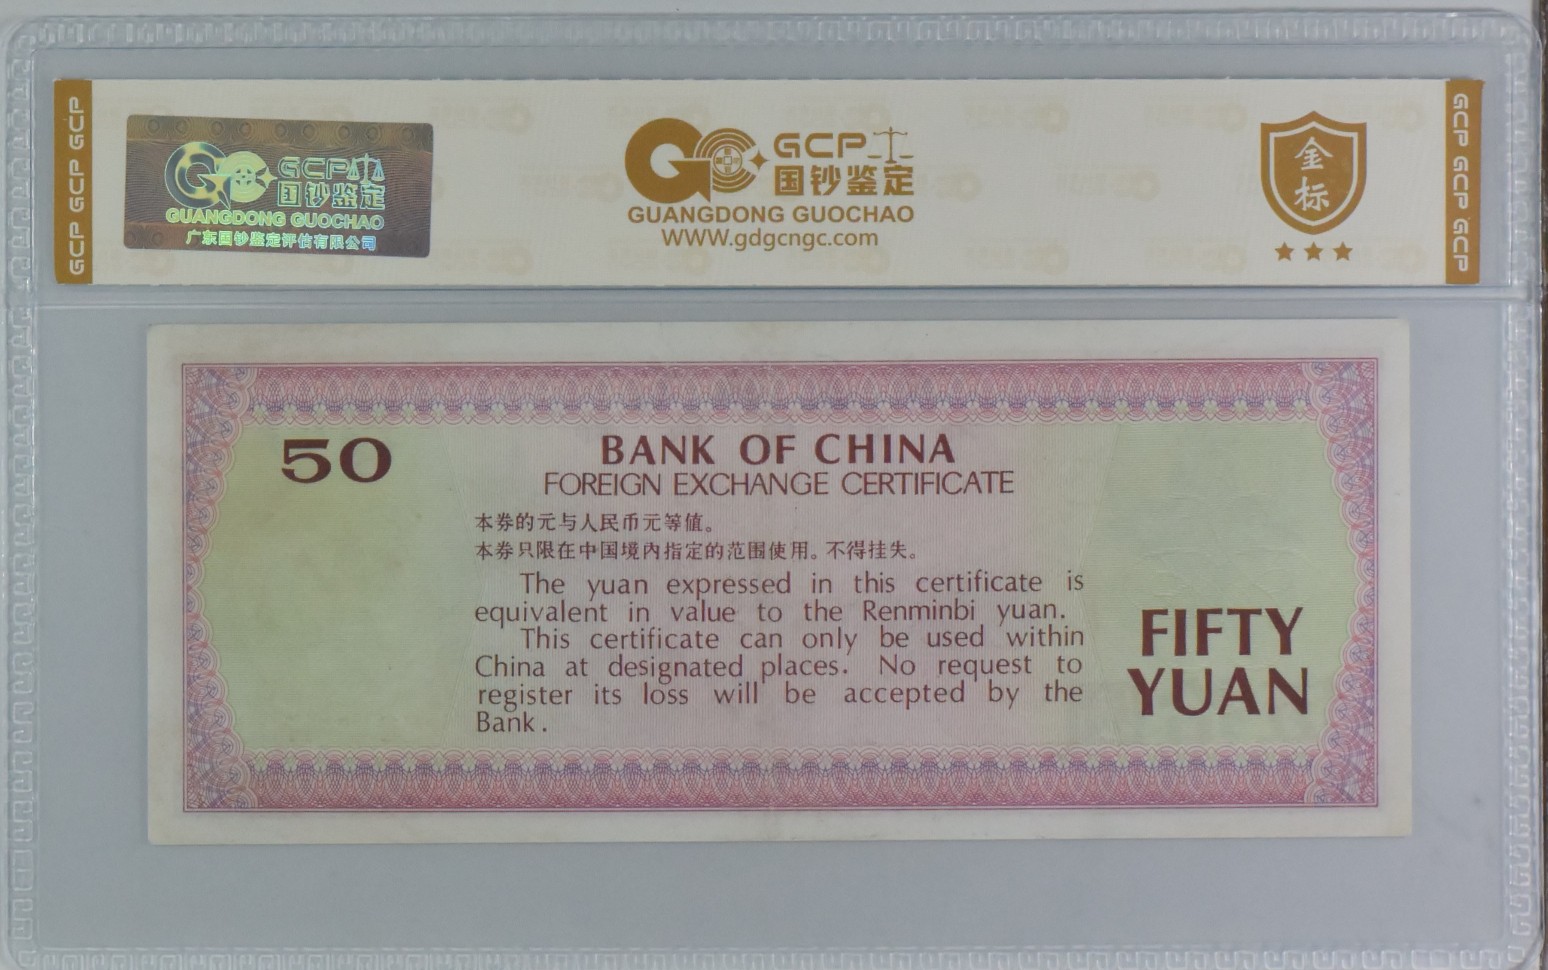 GCP GCP GCP
GCP
国钞鉴定
GUANGDONG GUOCHAO
广东国钞鉴定评估有限公司
GCP
国钞鉴定
GUANGDONG GUOCHAO
WWW.gdgcngc.com
金
标
GCP GCP GCP
50
BANK OF CHINA
FOREIGN EXCHANGE CERTIFICATE
本券的元与人民币元等值。
本券只限在中国境内指定的范围使用。不得挂失。
The yuan expressed in this certificate is
equivalent in value to the Renminbi yuan.
This certificate can only be used within
China at designated places. No request to
register its loss will be accepted by the
Bank.
FIFTY
YUAN